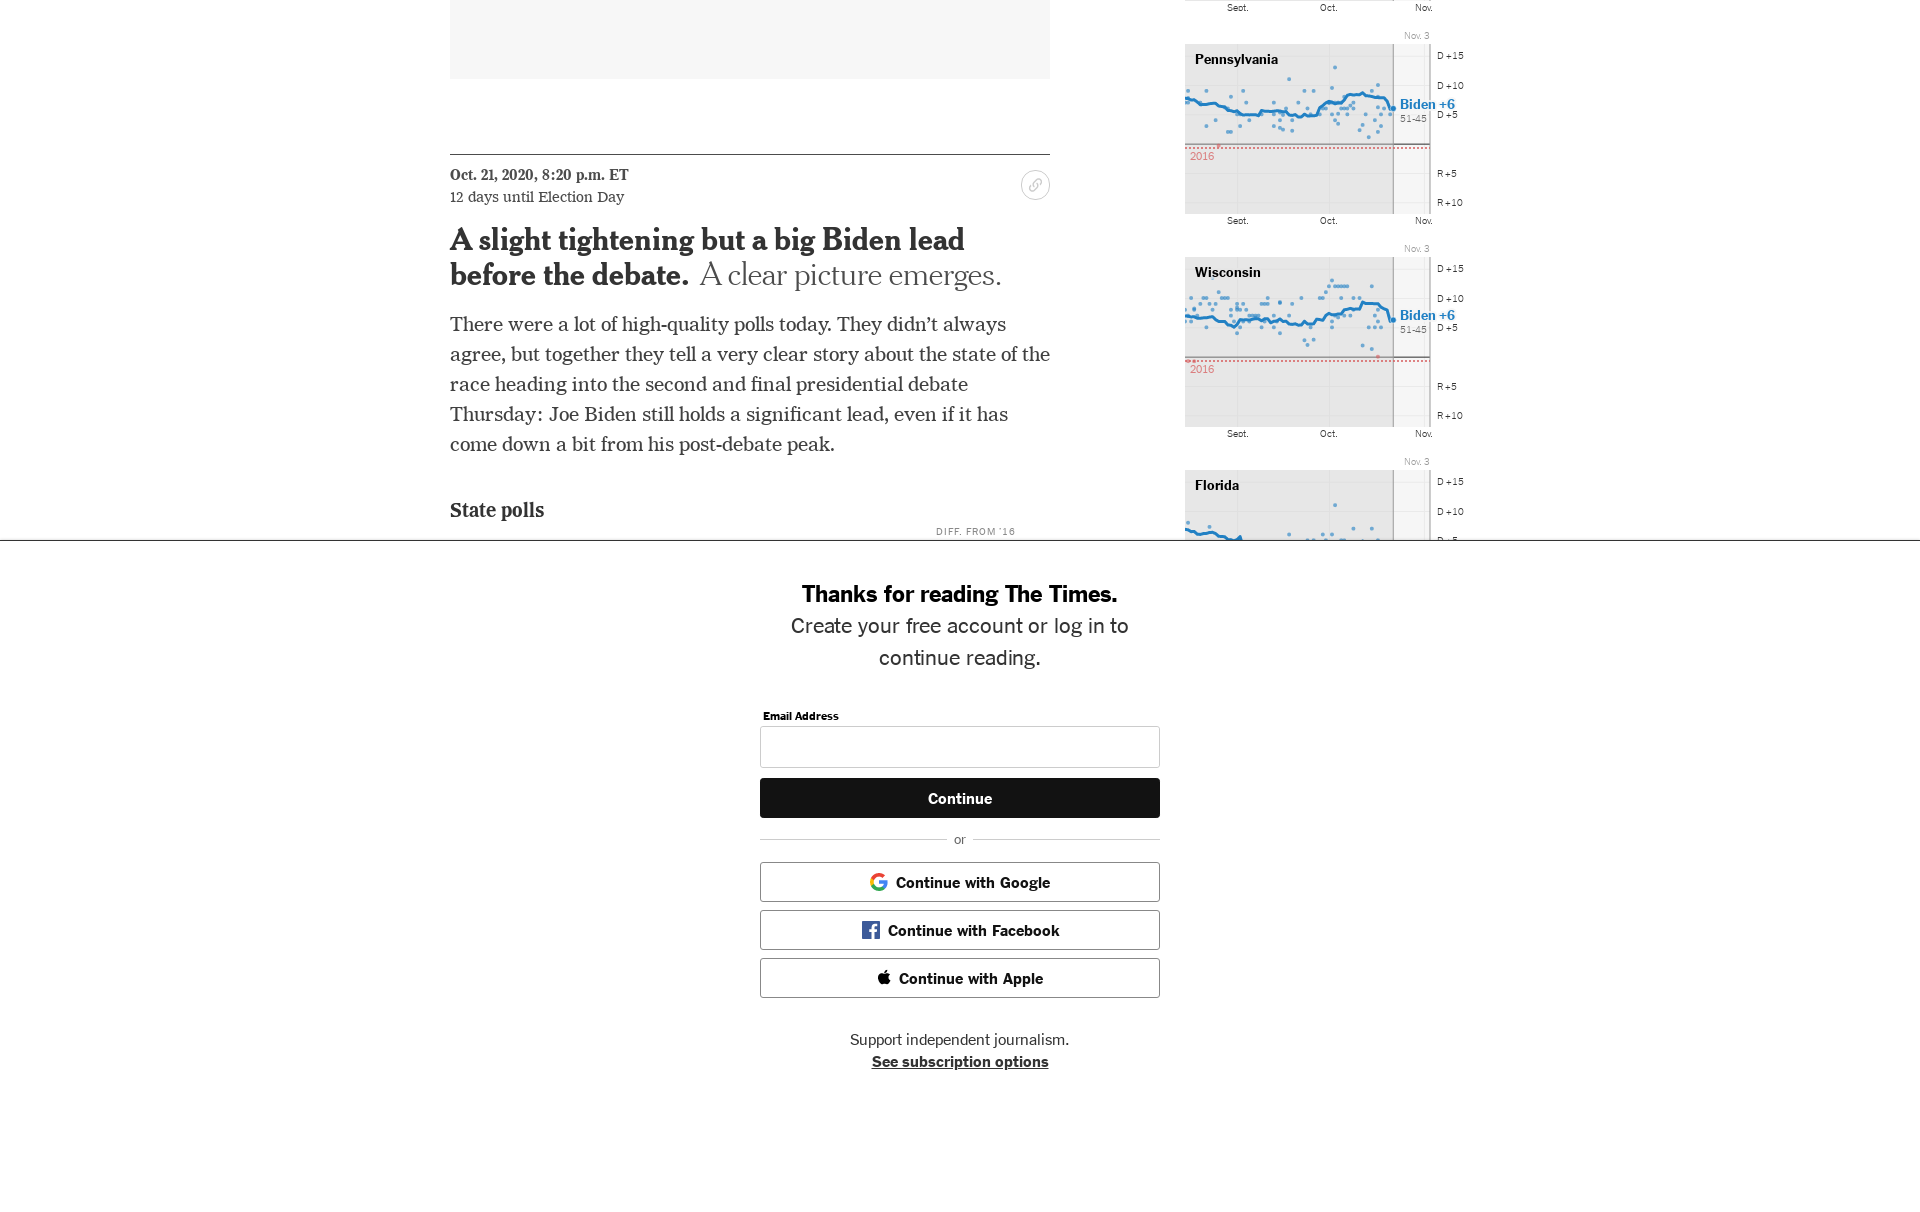 Oct. 21, 2020, 8:20 p.m. ET
12 days until Election Day
A slight tightening but a big Biden lead
before the debate. A clear picture emerges.
There were a lot of high-quality polls today. They didn’t always
agree, but together they tell a very clear story about the state of the
race heading into the second and final presidential debate
Thursday: Joe Biden still holds a significant lead, even if it has
come down a bit from his post-debate peak.
State polls
DIFF. FROM ’16
Sept. Oct. Nov.
Nov. 3
Pennsylvania
D +15
D +10
Biden +6
51-45
D +5
2016
R +5
R +10
Sept. Oct. Nov.
Nov. 3
Wisconsin
D +15
D +10
Biden +6
51-45
D +5
2016
R +5
R +10
Sept. Oct. Nov.
Nov. 3
Florida
D +15
D +10
Thanks for reading The Times.
Create your free account or log in to
continue reading.
Email Address
Continue
or
Continue with Google
Continue with Facebook
Continue with Apple
Support independent journalism.
See subscription options